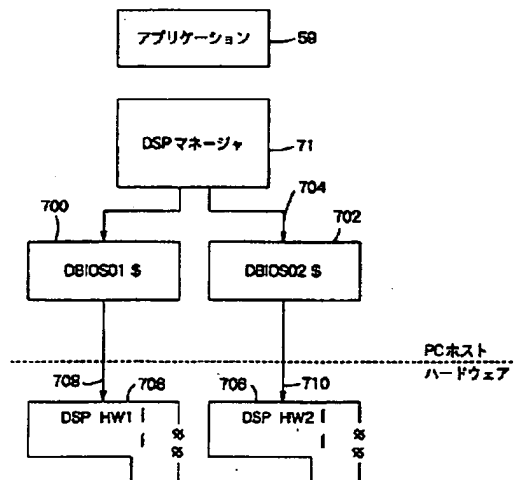 アプリケーション
59
DSPマネージャ
71
704
700
702
DBIOS01 $
DBIOS02 $
PCホスト
ハードウェア
708
708
706
710
DSP HW1
DSP HW2